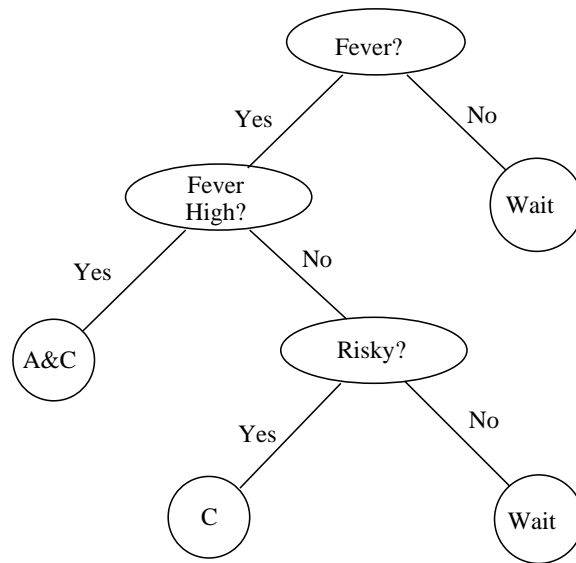 Fever?
Yes
No
Fever
High?
Wait
Yes
No
A&C
Risky?
Yes
No
C
Wait